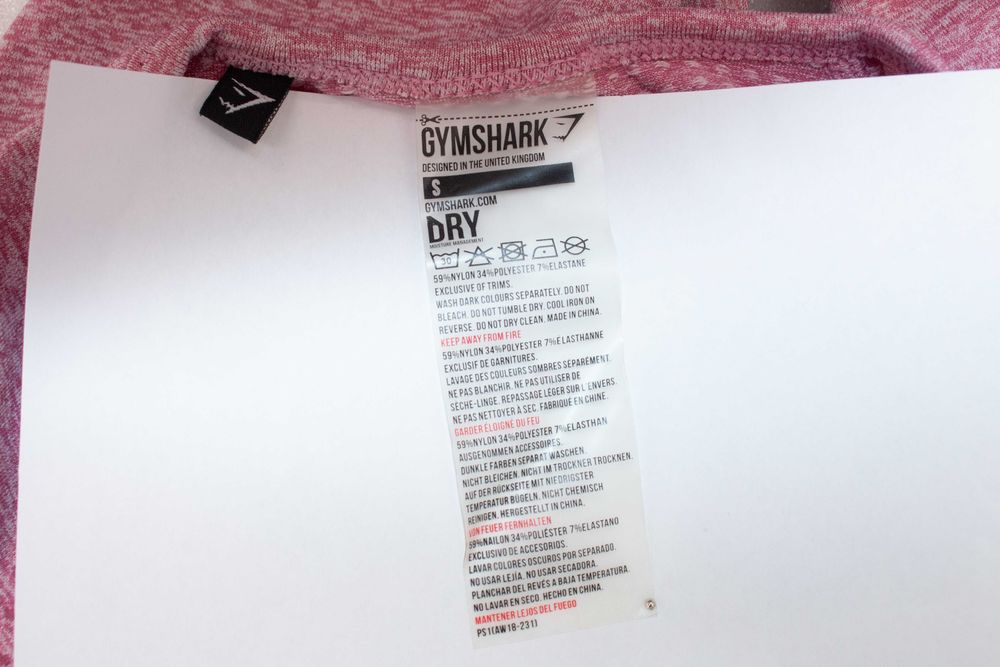 GYMSHARK
DESIGNED IN THE UNITED KINGDOM
S
GYMSHARK.COM
DRY
MOISTURE MANAGEMENT
30
59%NYLON 34%POLYESTER 7%ELASTANE
EXCLUSIVE OF TRIMS.
WASH DARK COLOURS SEPARATELY. DO NOT
BLEACH. DO NOT TUMBLE DRY. COOL IRON ON
REVERSE. DO NOT DRY CLEAN. MADE IN CHINA.
KEEP AWAY FROM FIRE
59%NYLON 34%POLYESTER 7%ELASTHANNE
EXCLUSIF DE GARNITURES.
LAVAGE DES COULEURS SOMBRES SEPARÉMENT.
NE PAS BLANCHIR. NE PAS UTILISER DE
SÈCHE-LINGE. REPASSAGE LÉGER SUR L'ENVERS.
NE PAS NETTOYER A SEC. FABRIQUÉ EN CHINE.
GARDER ÉLOIGNÉ DU FEU
59%NYLON 34%POLYESTER 7%ELASTHAN
AUSGENOMMEN ACCESSOIRES.
DUNKLE FARBEN SEPARAT WASCHEN.
NICHT BLEICHEN. NICHT IM TROCKNER TROCKNEN.
AUF DER RÜCKSEITE MIT NIEDRIGSTER
TEMPERATUR BÜGELN. NICHT CHEMISCH
REINIGEN. HERGESTELLT IN CHINA.
VON FEUER FERNHALTEN
59%NAILON 34%POLIÉSTER 7%ELASTANO
EXCLUSIVO DE ACCESORIOS.
LAVAR COLORES OSCUROS POR SEPARADO.
NO USAR LEJÍA. NO USAR SECADORA.
PLANCHAR DEL REVÉS A BAJA TEMPERATURA.
NO LAVAR EN SECO. HECHO EN CHINA.
MANTENER LEJOS DEL FUEGO
PS1(AW18-231)